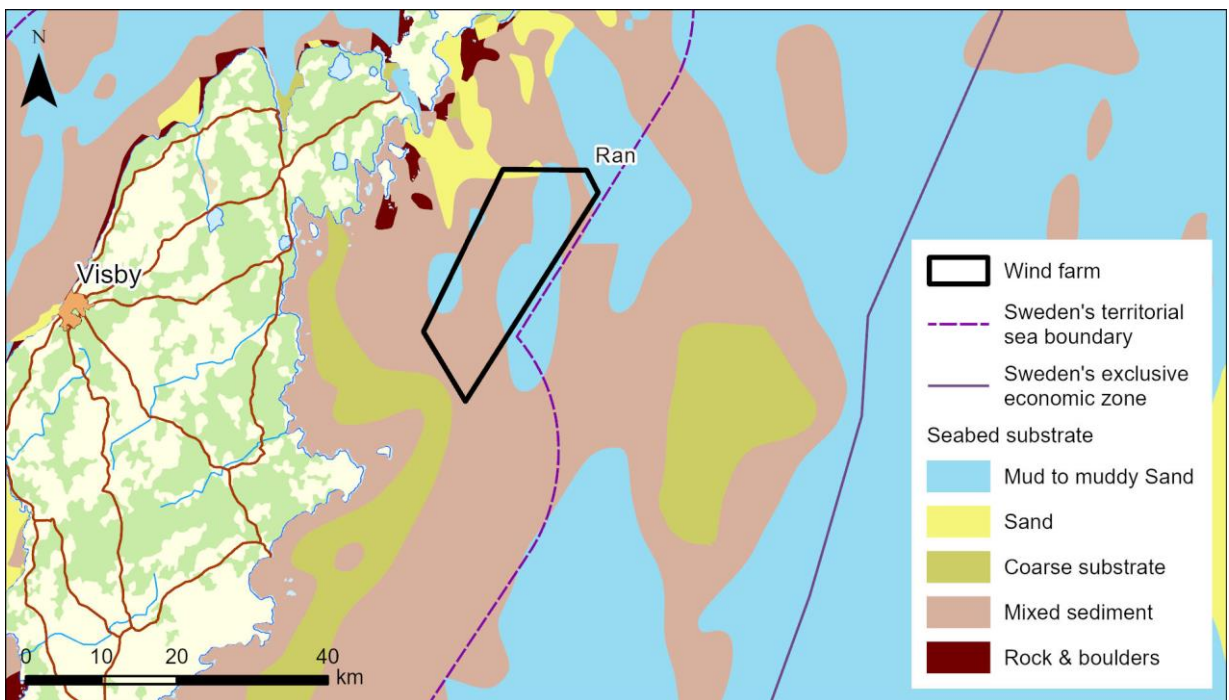 N
Ran
Visby
Wind farm
Sweden's territorial
sea boundary
Sweden's exclusive
economic zone
Seabed substrate
Mud to muddy Sand
Sand
Coarse substrate
Mixed sediment
Rock & boulders
0 10 20 40
km